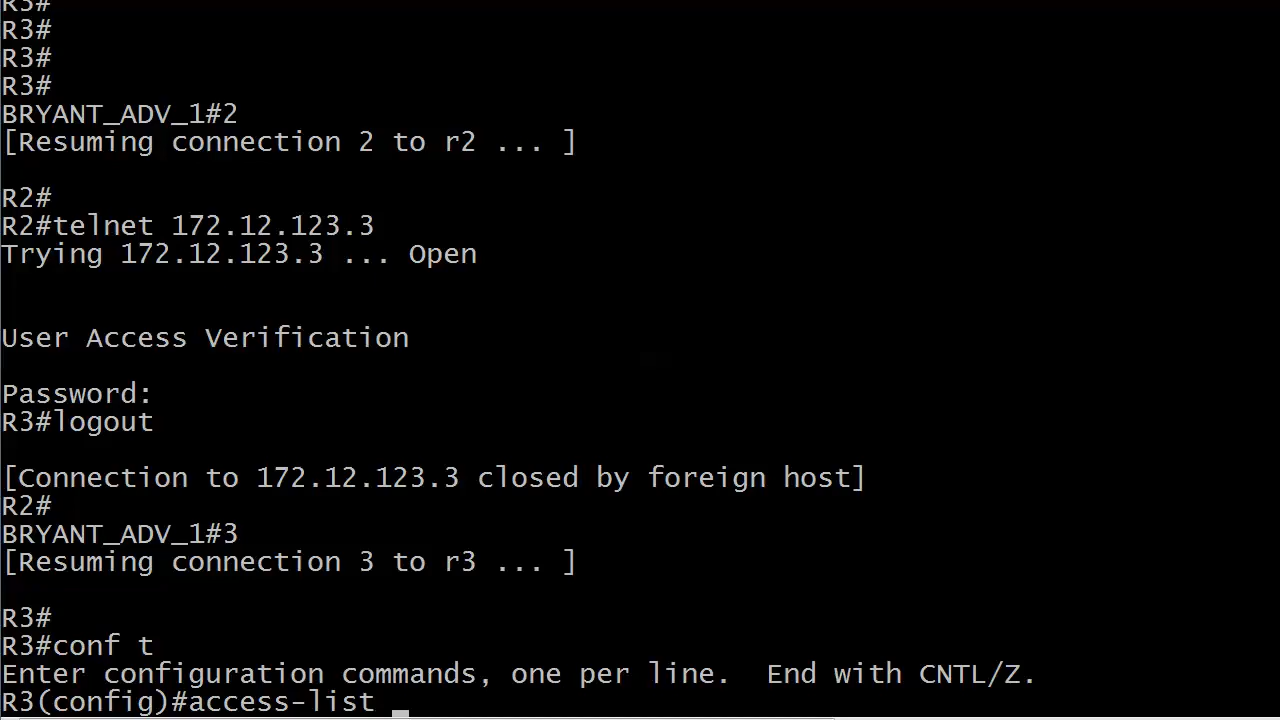 R3#
R3#
R3#
R3#
BRYANT_ADV_1#2
[Resuming connection 2 to r2 ... ]
R2#
R2#telnet 172.12.123.3
Trying 172.12.123.3 ... Open
User Access Verification
Password:
R3#logout
[Connection to 172.12.123.3 closed by foreign host]
R2#
BRYANT_ADV_1#3
[Resuming connection 3 to r3 ... ]
R3#
R3#conf t
Enter configuration commands, one per line.  End with CNTL/Z.
R3(config)#access-list _